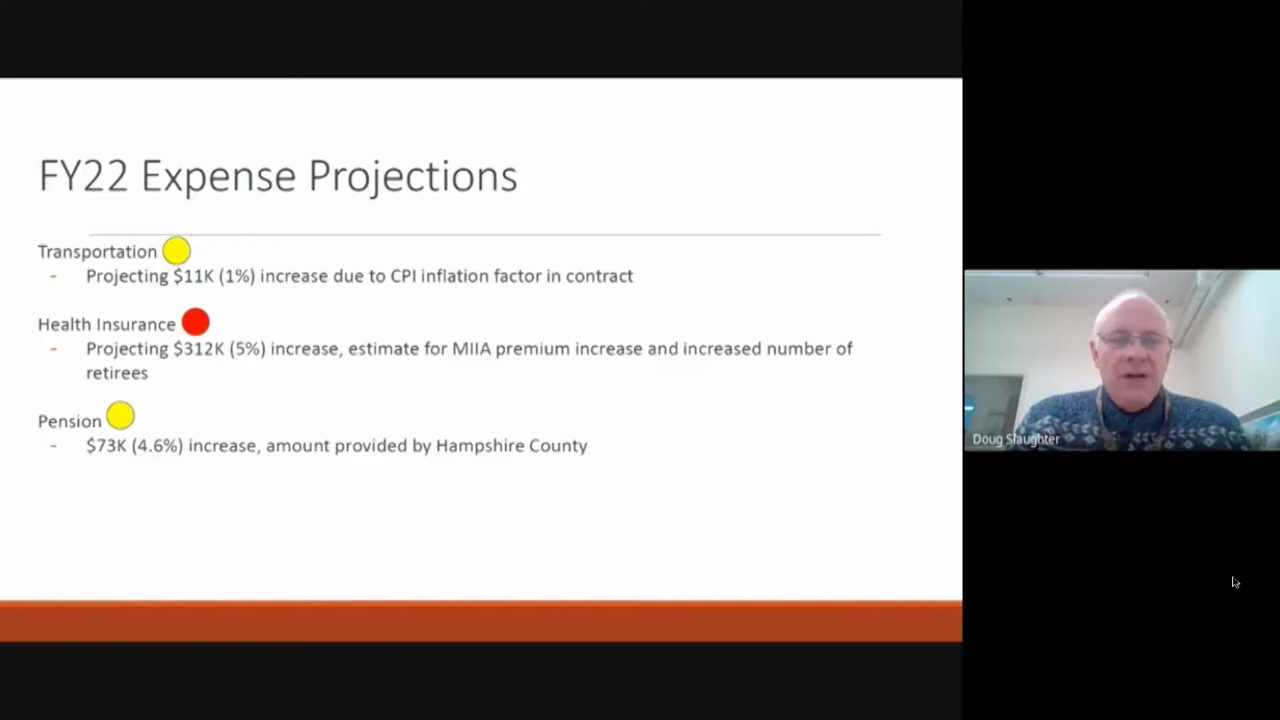 FY22 Expense Projections
Transportation
- Projecting $11K (1%) increase due to CPI inflation factor in contract
Health Insurance
- Projecting $312K (5%) increase, estimate for MIIA premium increase and increased number of
retirees
Pension
- $73K (4.6%) increase, amount provided by Hampshire County
Doug Slaughter